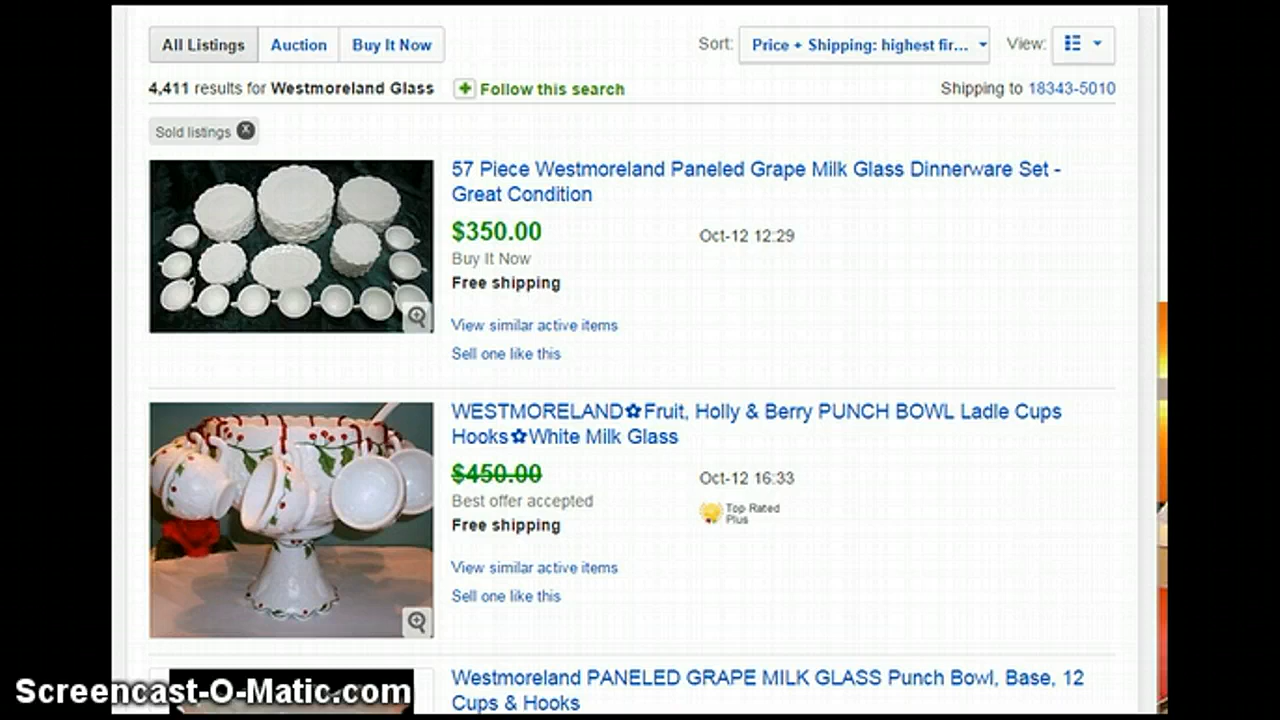 All Listings Auction Buy It Now Sort: Price + Shipping: highest fir... View:
4,411 results for Westmoreland Glass Follow this search Shipping to 18343-5010
Sold listings
57 Piece Westmoreland Paneled Grape Milk Glass Dinnerware Set -
Great Condition
$350.00 Oct-12 12:29
Buy It Now
Free shipping
View similar active items
Sell one like this
WESTMORELAND✿Fruit, Holly & Berry PUNCH BOWL Ladle Cups
Hooks✿White Milk Glass
$450.00 Oct-12 16:33
Best offer accepted Top Rated
Plus
Free shipping
View similar active items
Sell one like this
Westmoreland PANELED GRAPE MILK GLASS Punch Bowl, Base, 12
Cups & Hooks
Screencast-O-Matic.com